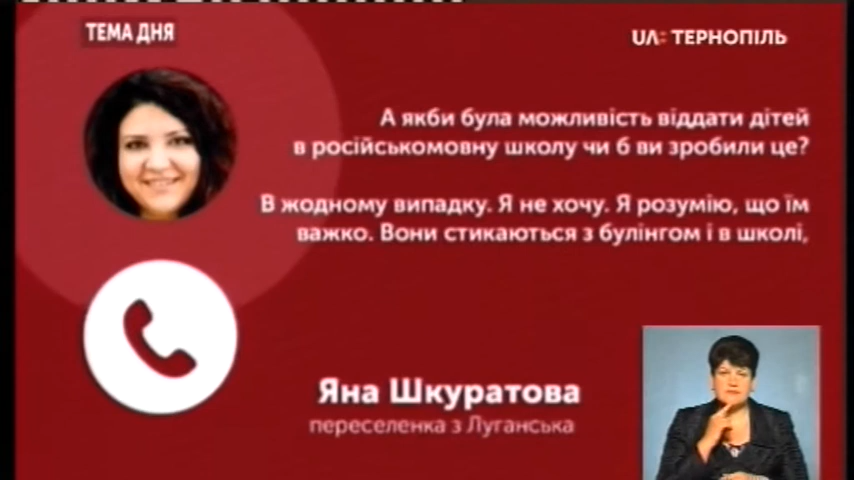 ТЕМА ДНЯ
UA: ТЕРНОПІЛЬ
А якби була можливість віддати дітей
в російськомовну школу чи б ви зробили це?
В жодному випадку. Я не хочу. Я розумію, що їм
важко. Вони стикаються з булінгом і в школі,
Яна Шкуратова
переселенка з Луганська